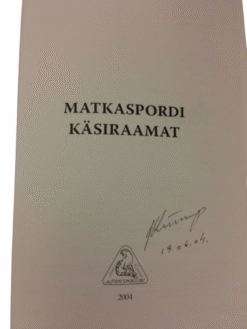 MATKASPORDI
KÄSIRAAMAT
19.06.04.
2004